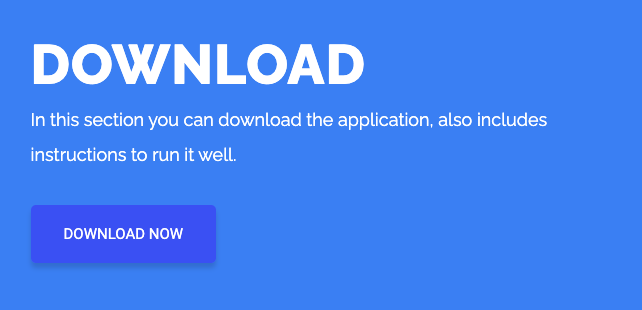 DOWNLOAD
In this section you can download the application, also includes
instructions to run it well.
DOWNLOAD NOW